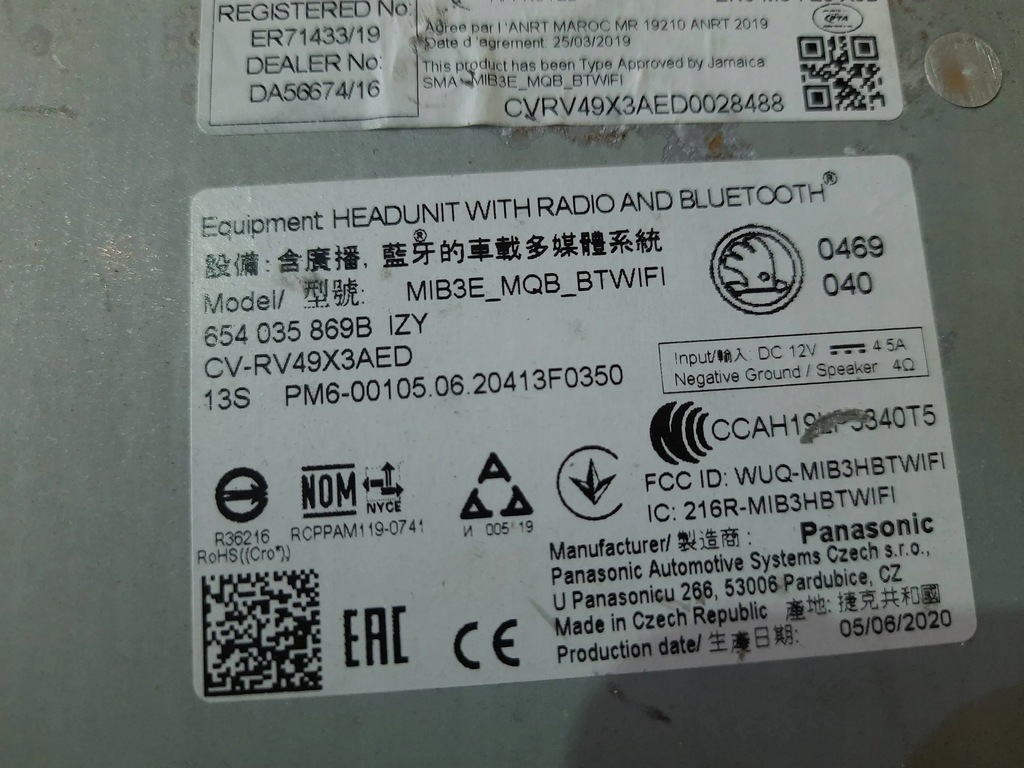 REGISTERED No:
ER71433/19
DEALER No:
DA56674/16
Agree par l'ANRT MAROC MR 19210 ANRT 2019
Date d'agrement 25/03/2019
This product has been Type Approved by Jamaica
SMA MIB3E_MQB_BTWIFI
CVRV49X3AED0028488
Equipment HEADUNIT WITH RADIO AND BLUETOOTH®
設備: 含廣播, 藍牙®的車載多媒體系統
Model/ 型號: MIB3E_MQB_BTWIFI
0469
040
654 035 869B IZY
CV-RV49X3AED
13S PM6-00105.06.20413F0350
Input/輸入: DC 12V 4 5A
Negative Ground / Speaker 4Ω
FCC ID: WUQ-MIB3HBTWIFI
IC: 216R-MIB3HBTWIFI
R36216
RoHS((Cro*))
NOM
NYCE
RCPPAM119-0741
И 005 19
EAC
CE
Manufacturer/ 製造商: Panasonic
Panasonic Automotive Systems Czech s.r.o.,
U Panasonicu 266, 53006 Pardubice, CZ
Made in Czech Republic 產地: 捷克共和國
Production date/ 生產日期: 05/06/2020